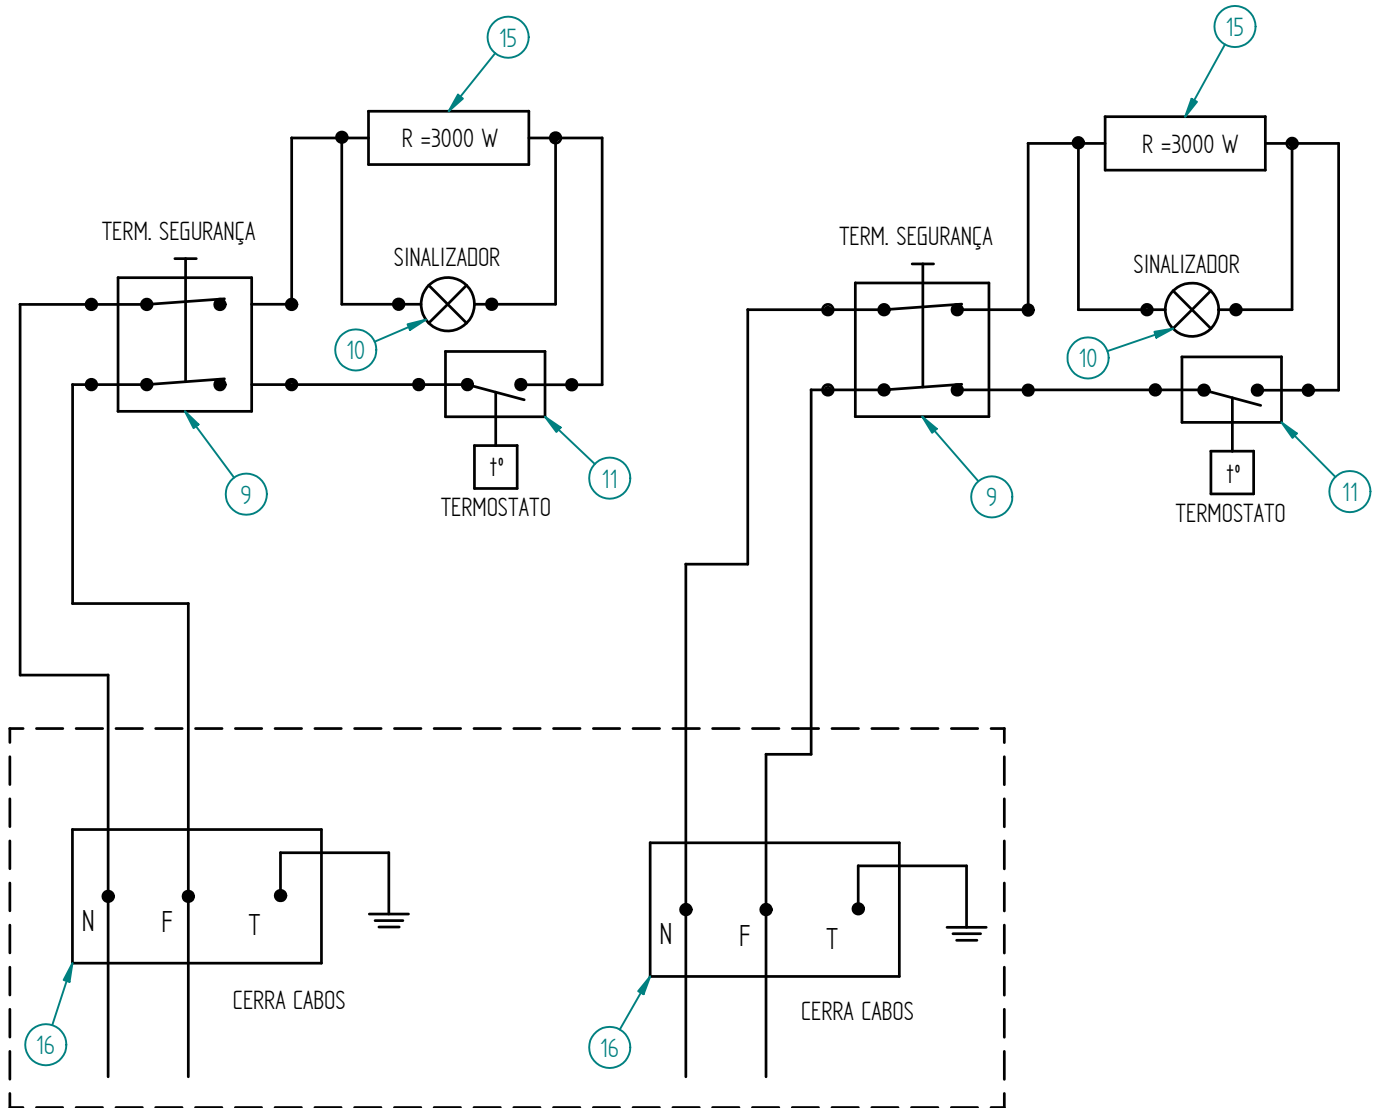 15
15
R =3000 W
R =3000 W
TERM. SEGURANÇA
TERM. SEGURANÇA
SINALIZADOR
SINALIZADOR
10
10
t°
t°
11
11
9
9
TERMOSTATO
TERMOSTATO
N F T
N F T
CERRA CABOS
CERRA CABOS
16
16